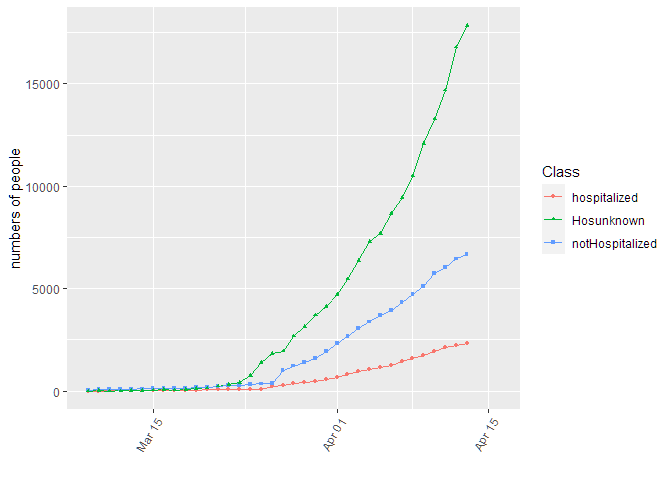 numbers of people
15000
10000
5000
0
Mar 15
Apr 01
Apr 15
Class
hospitalized
Hosunknown
notHospitalized